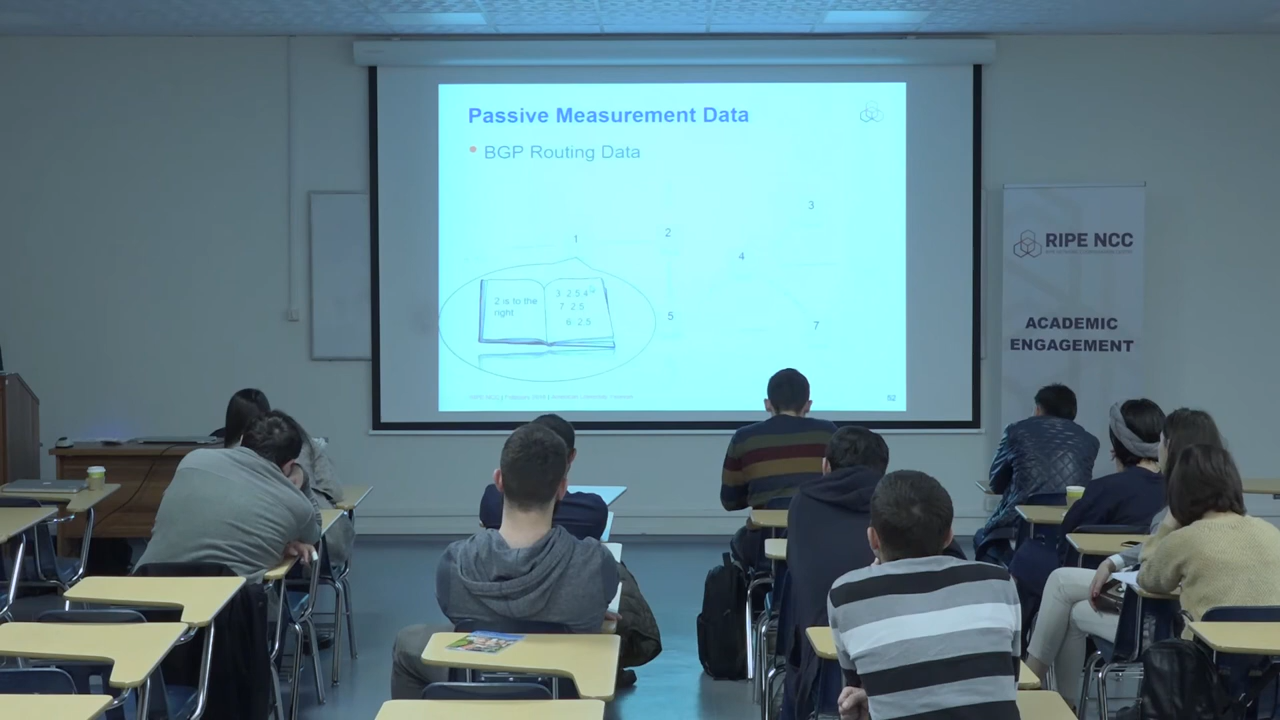 Passive Measurement Data
BGP Routing Data
3
2
1
4
2 is to the
right
3 2 5 4
7 2 5
6 2 5
5
7
52
RIPE NCC
ACADEMIC
ENGAGEMENT